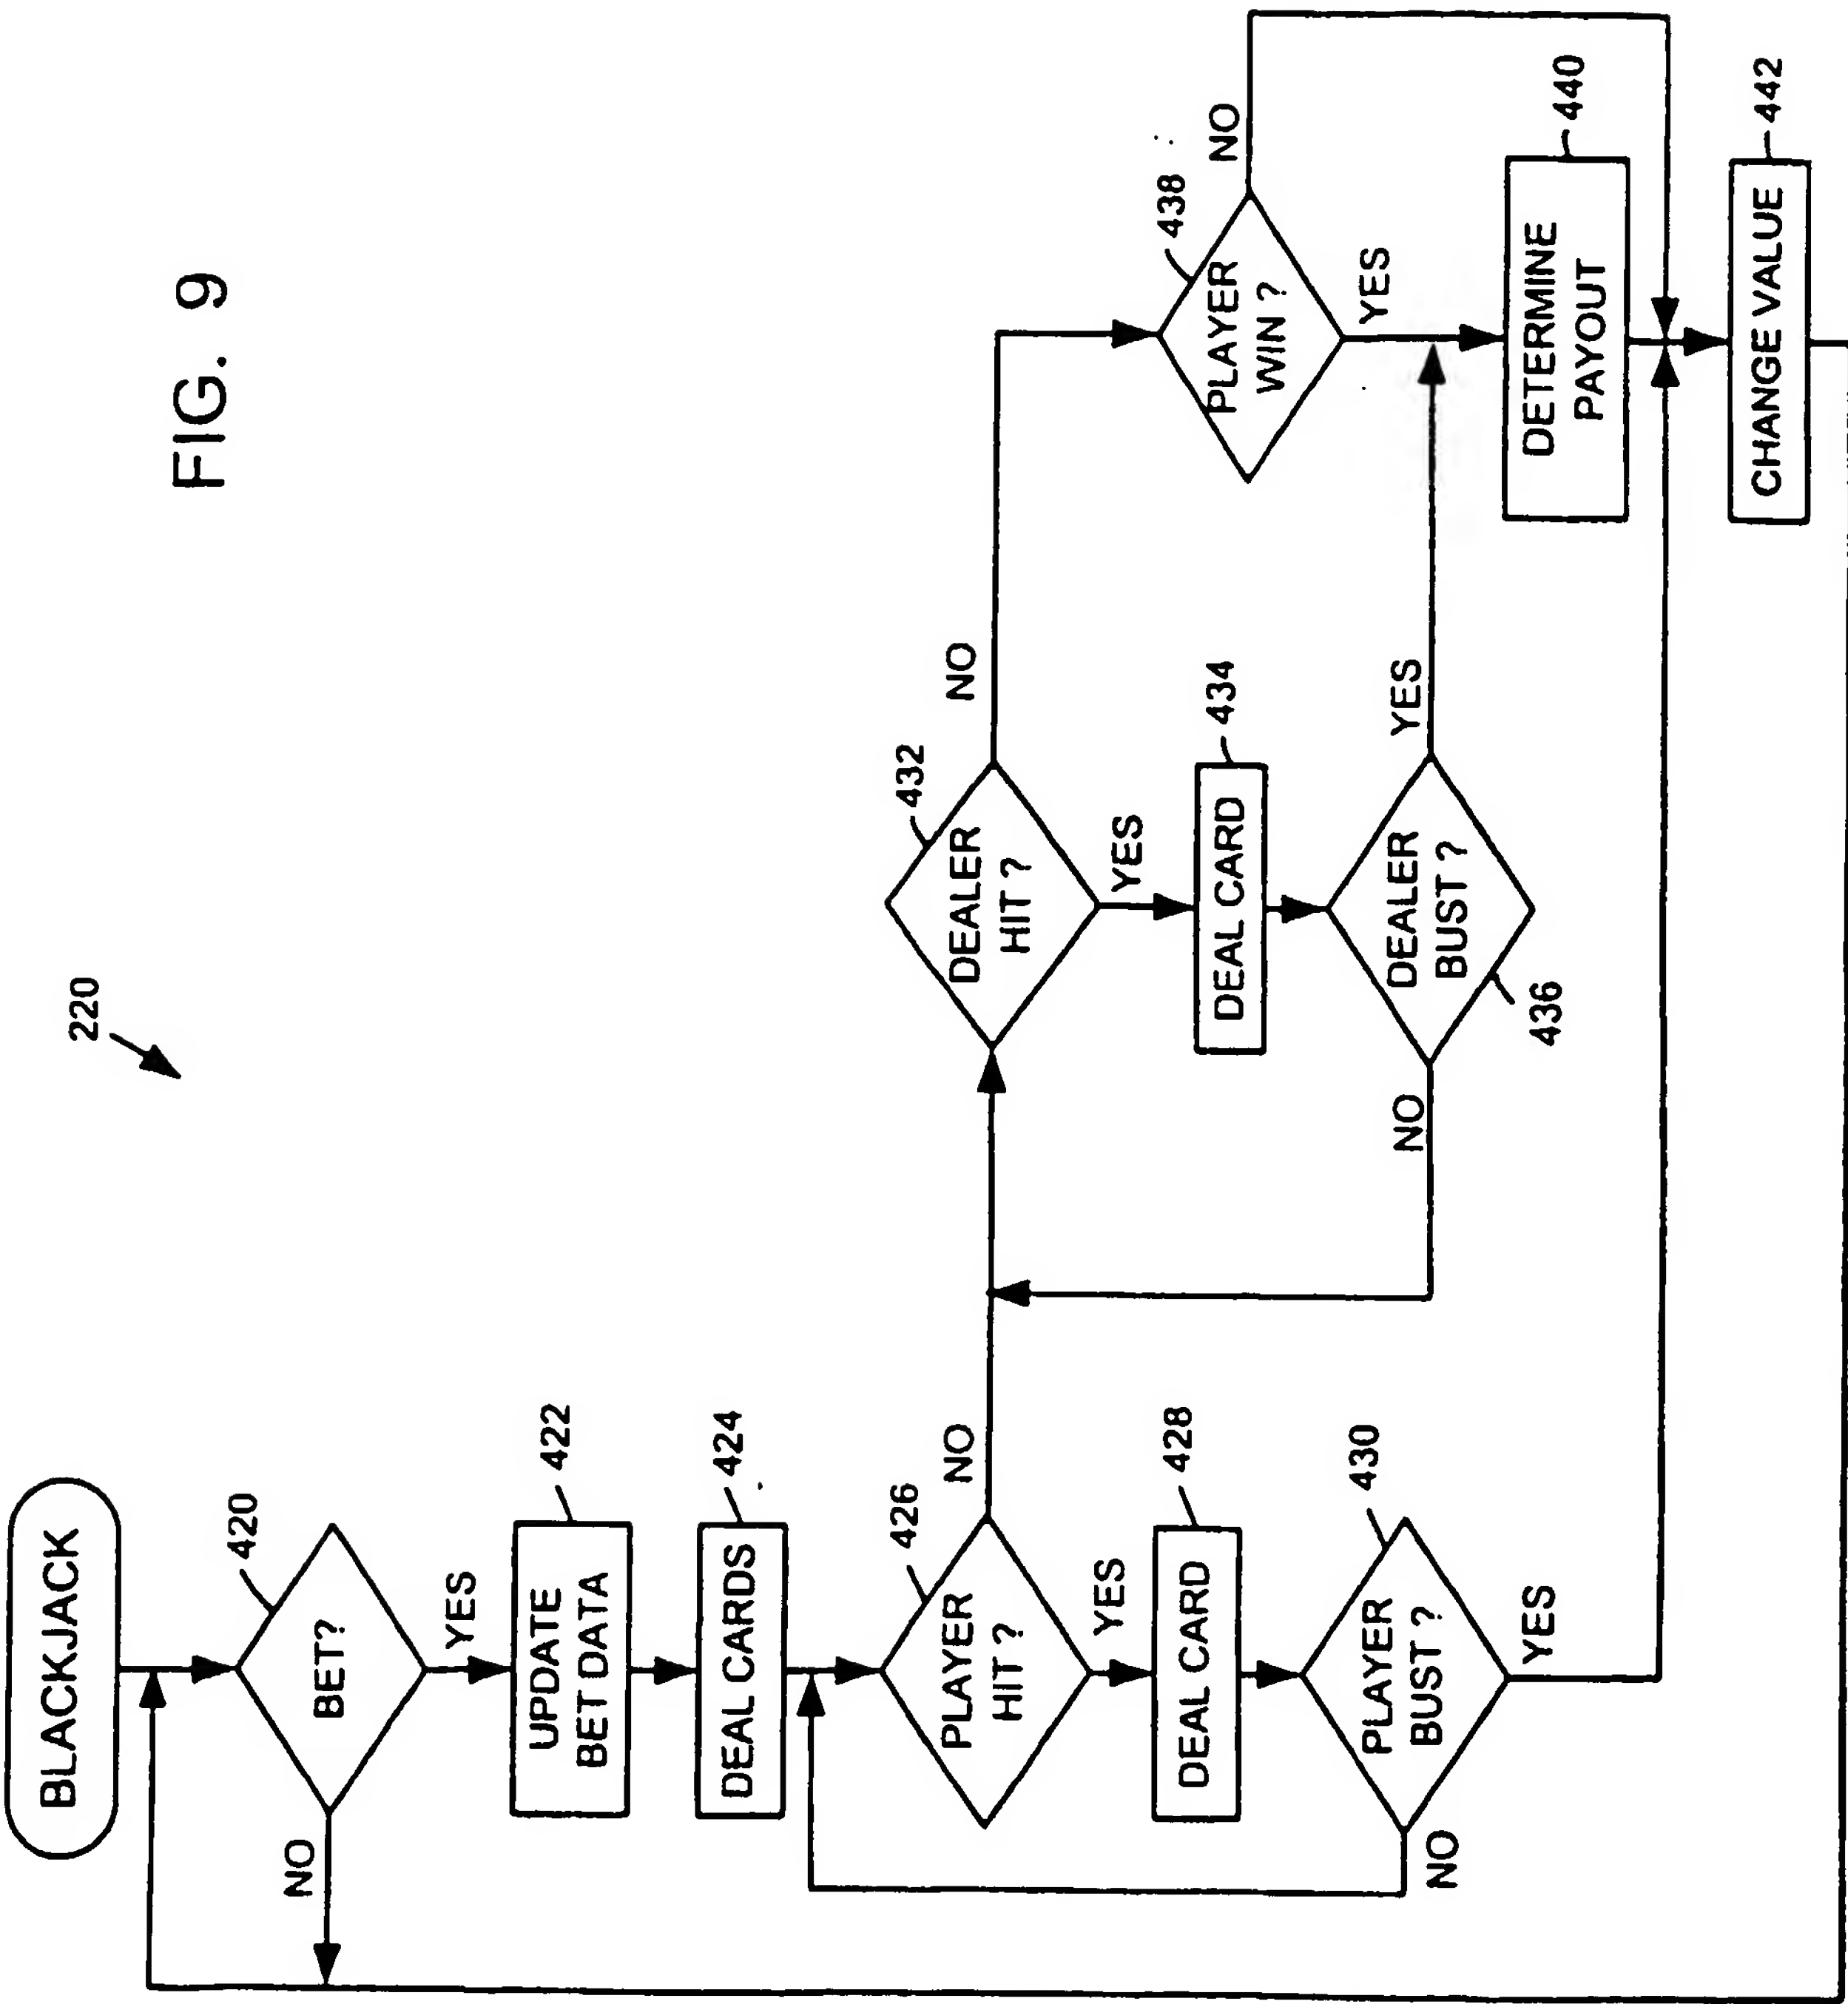 FIG. 9
220
BLACKJACK
420
BET?
NO
YES
UPDATE
BET DATA
422
DEAL CARDS
424
PLAYER
HIT ?
426
NO
YES
DEAL CARD
428
PLAYER
BUST ?
430
NO
YES
DEALER
HIT ?
432
NO
YES
DEAL CARD
434
DEALER
BUST ?
436
NO
YES
PLAYER
WIN ?
438
NO
YES
DETERMINE
PAYOUT
440
CHANGE VALUE
442